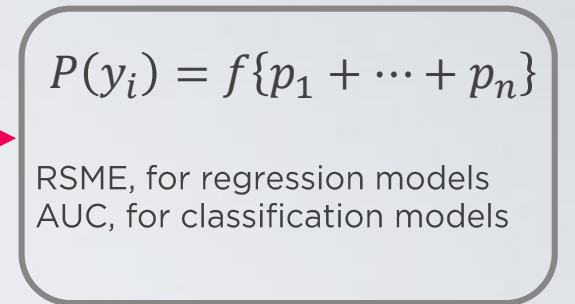 P(y_i) = f{p_1 + ⋯ + p_n}
RSME, for regression models
AUC, for classification models